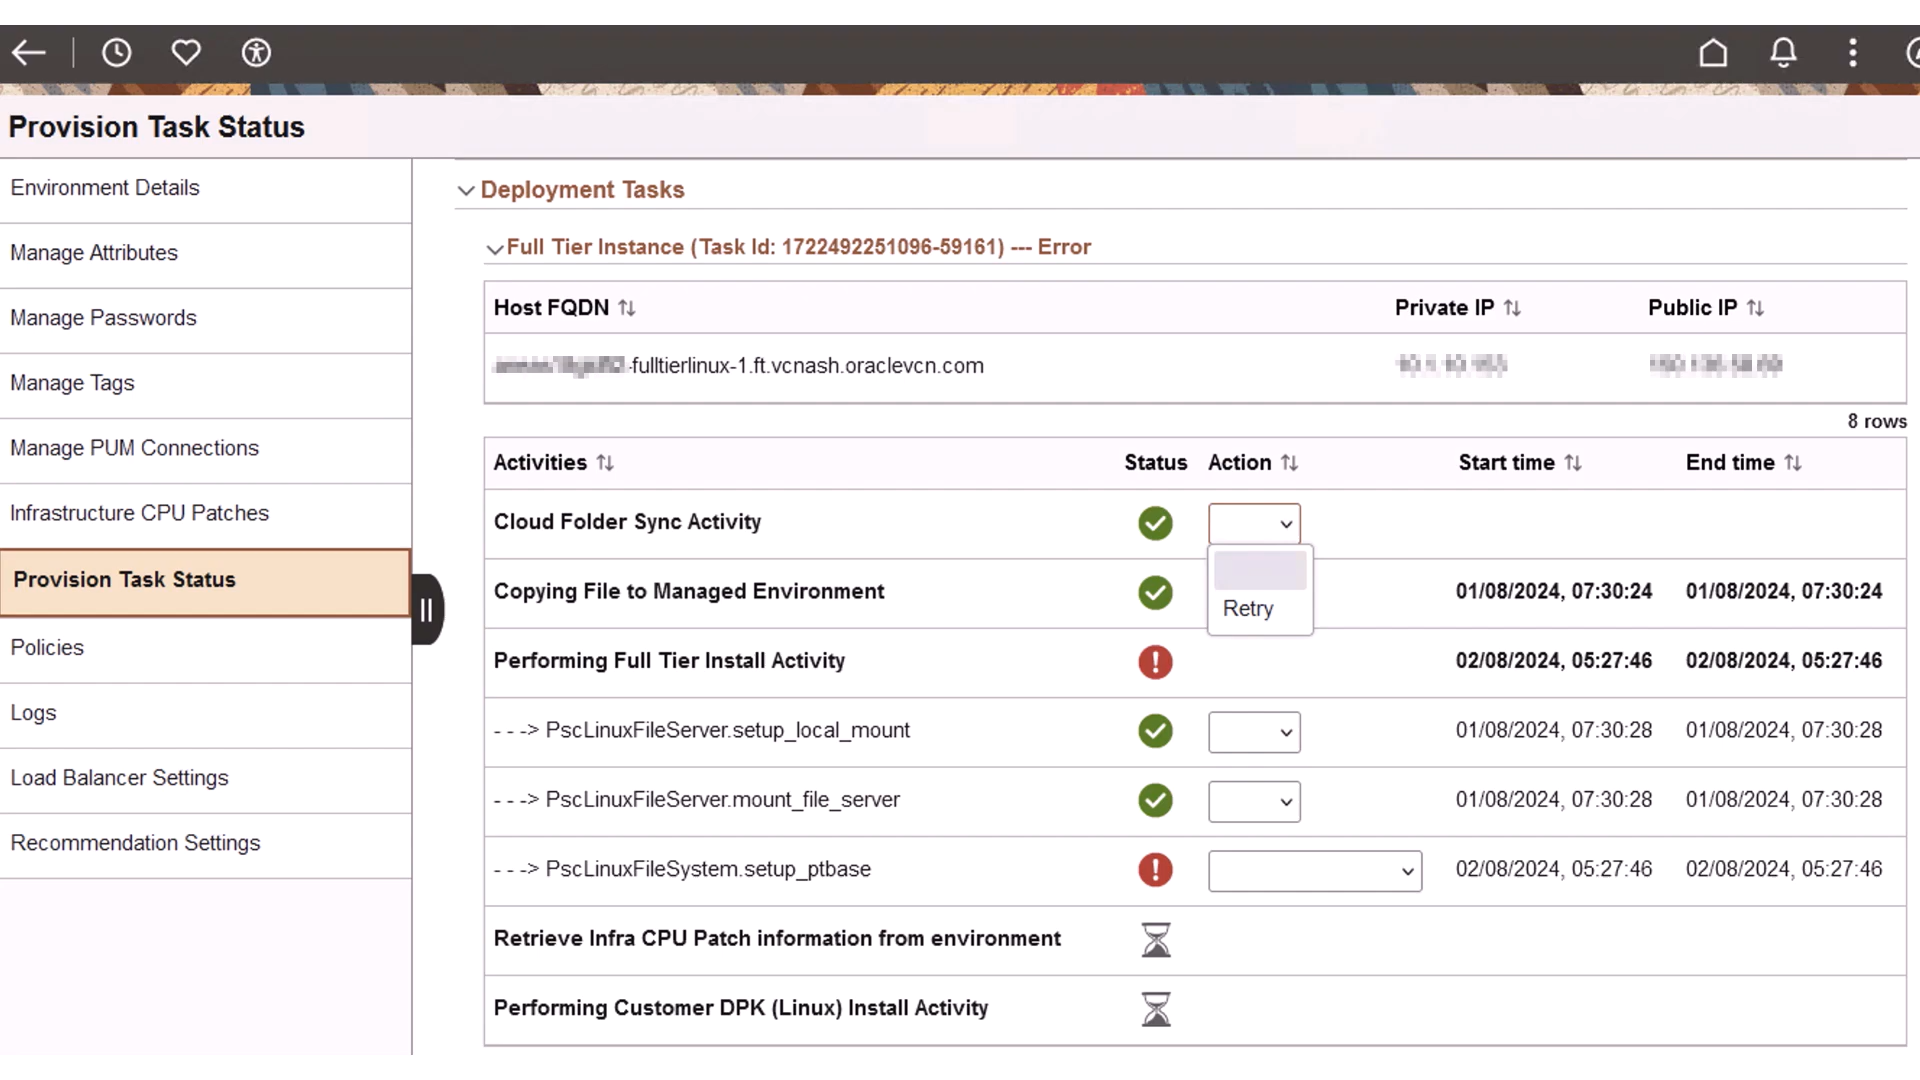 Provision Task Status
Environment Details
Manage Attributes
Manage Passwords
Manage Tags
Manage PUM Connections
Infrastructure CPU Patches
Provision Task Status
Policies
Logs
Load Balancer Settings
Recommendation Settings
Deployment Tasks
Full Tier Instance (Task Id: 1722492251096-59161) --- Error
Host FQDN Private IP Public IP
-fulltierlinux-1.ft.vcnash.oraclevcn.com
8 rows
Activities Status Action Start time End time
Cloud Folder Sync Activity
Copying File to Managed Environment 01/08/2024, 07:30:24 01/08/2024, 07:30:24
Retry
Performing Full Tier Install Activity 02/08/2024, 05:27:46 02/08/2024, 05:27:46
- - -> PscLinuxFileServer.setup_local_mount 01/08/2024, 07:30:28 01/08/2024, 07:30:28
- - -> PscLinuxFileServer.mount_file_server 01/08/2024, 07:30:28 01/08/2024, 07:30:28
- - -> PscLinuxFileSystem.setup_ptbase 02/08/2024, 05:27:46 02/08/2024, 05:27:46
Retrieve Infra CPU Patch information from environment
Performing Customer DPK (Linux) Install Activity